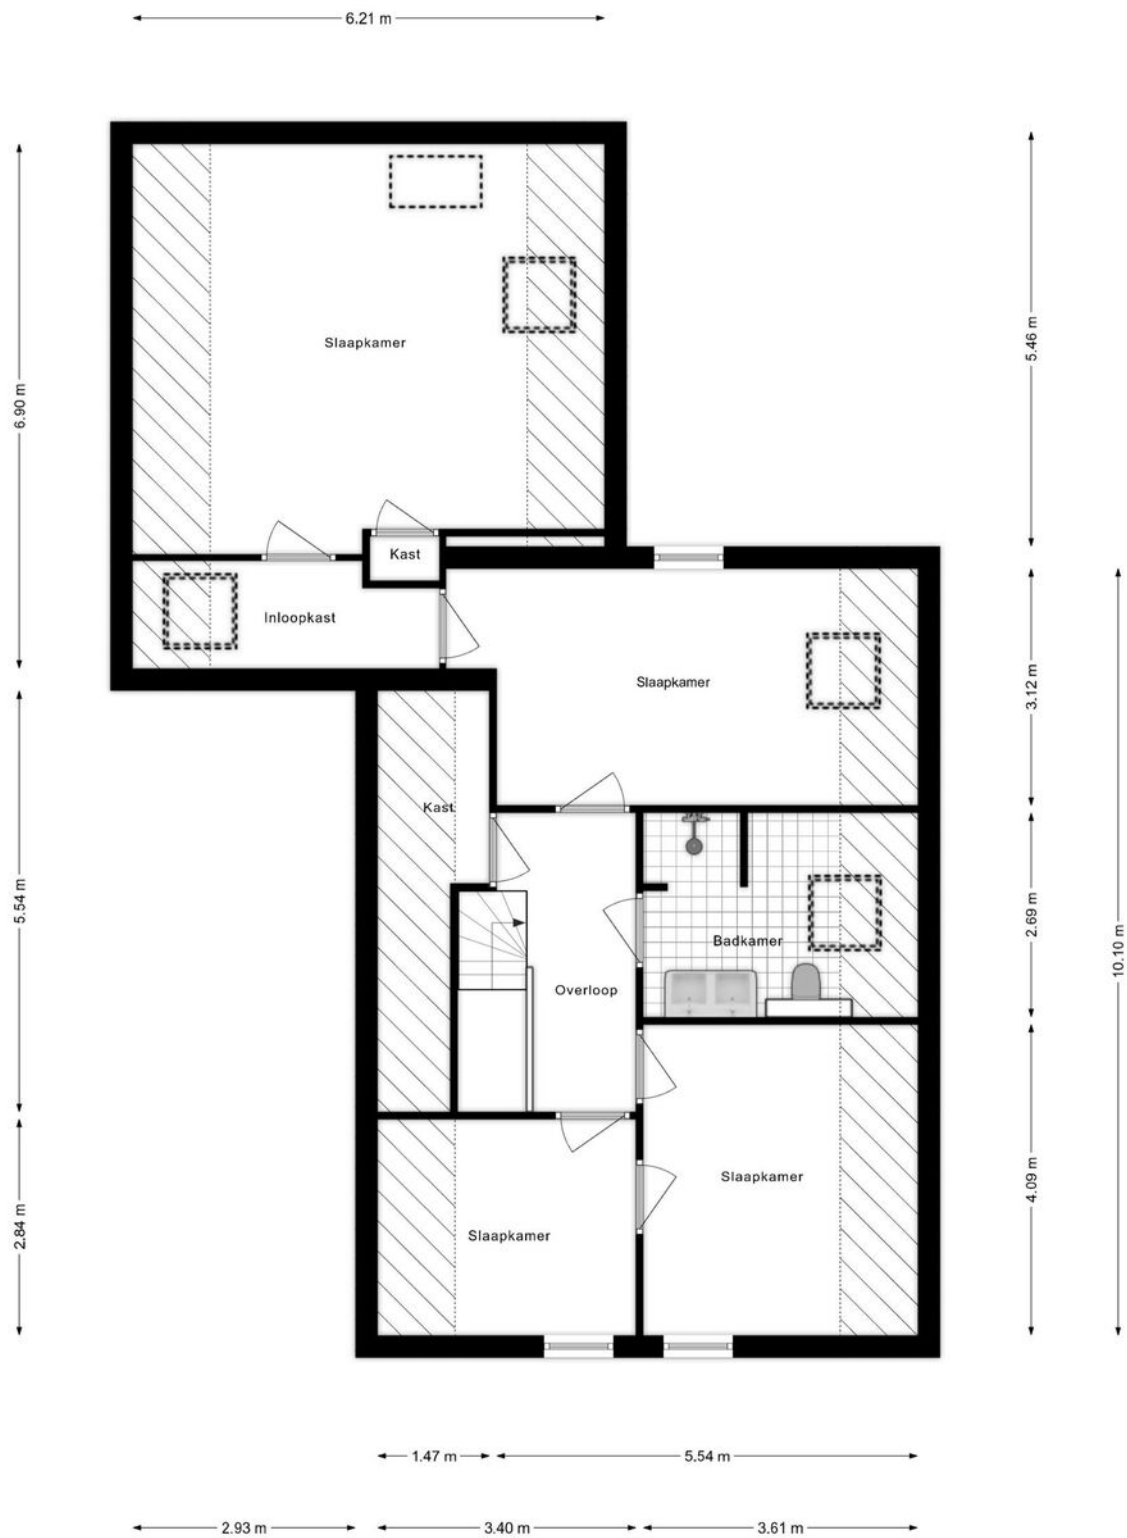 6.21 m
5.46 m
Slaapkamer
6.90 m
Kast
Inloopkast
Slaapkamer
3.12 m
Kast
5.54 m
2.69 m
Badkamer
10.10 m
Overloop
Slaapkamer
4.09 m
2.84 m
Slaapkamer
1.47 m
5.54 m
2.93 m
3.40 m
3.61 m